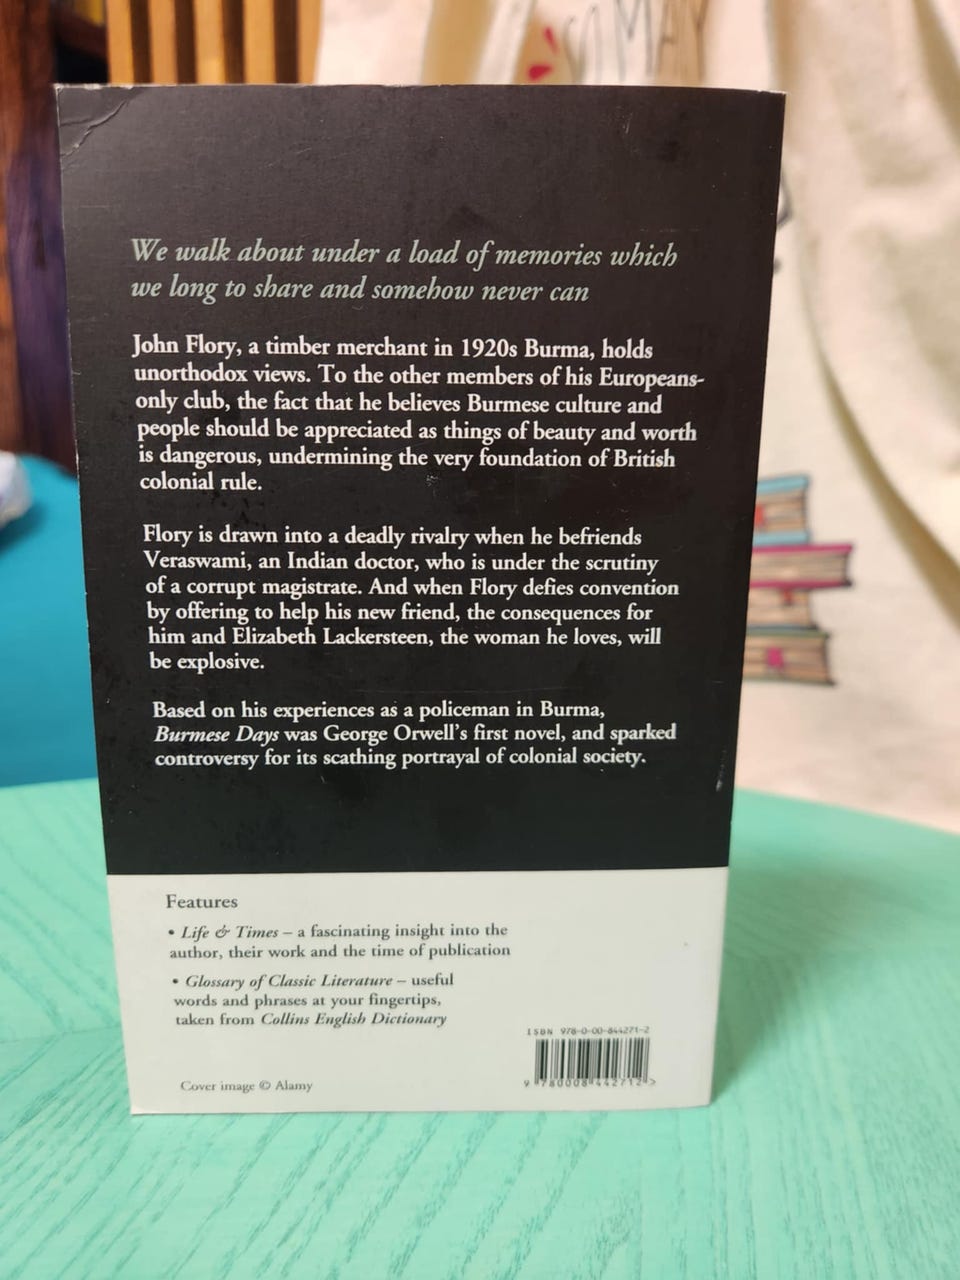 SO MAY
We walk about under a load of memories which
we long to share and somehow never can
John Flory, a timber merchant in 1920s Burma, holds
unorthodox views. To the other members of his Europeans-
only club, the fact that he believes Burmese culture and
people should be appreciated as things of beauty and worth
is dangerous, undermining the very foundation of British
colonial rule.
Flory is drawn into a deadly rivalry when he befriends
Veraswami, an Indian doctor, who is under the scrutiny
of a corrupt magistrate. And when Flory defies convention
by offering to help his new friend, the consequences for
him and Elizabeth Lackersteen, the woman he loves, will
be explosive.
Based on his experiences as a policeman in Burma,
Burmese Days was George Orwell's first novel, and sparked
controversy for its scathing portrayal of colonial society.
Features
• Life & Times – a fascinating insight into the
author, their work and the time of publication
• Glossary of Classic Literature – useful
words and phrases at your fingertips,
taken from Collins English Dictionary
ISBN 978-0-00-844271-2
9 780008 442712 >
Cover image © Alamy